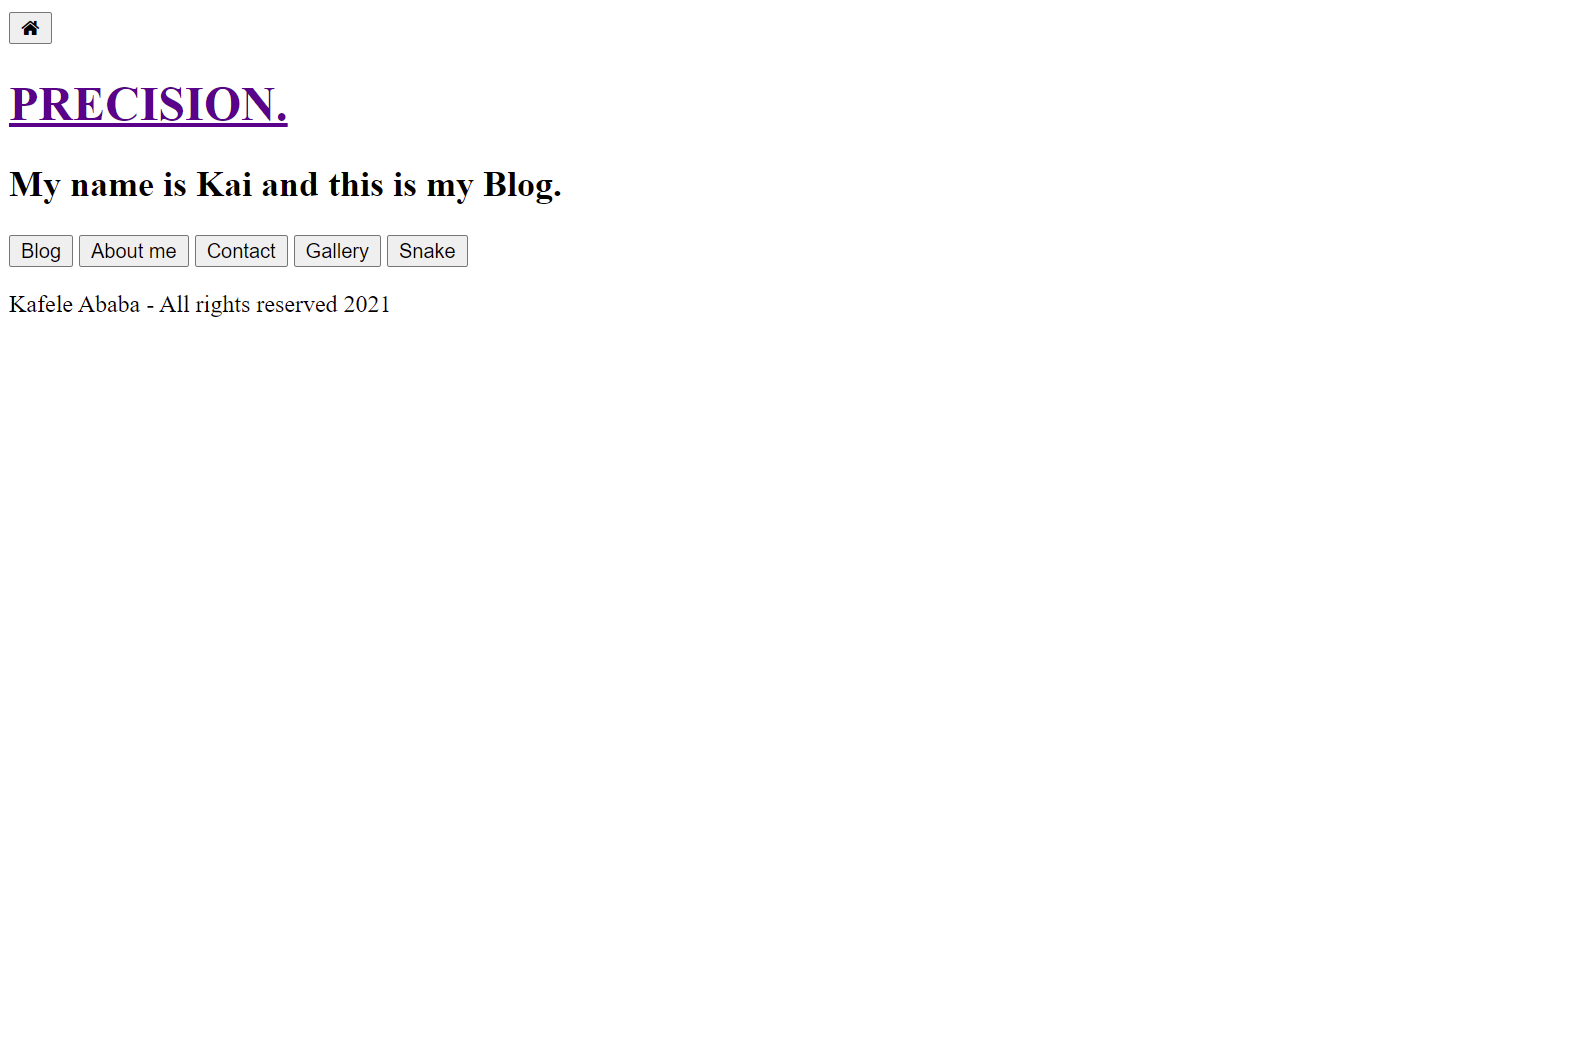 PRECISION.
My name is Kai and this is my Blog.
Blog About me Contact Gallery Snake
Kafele Ababa - All rights reserved 2021